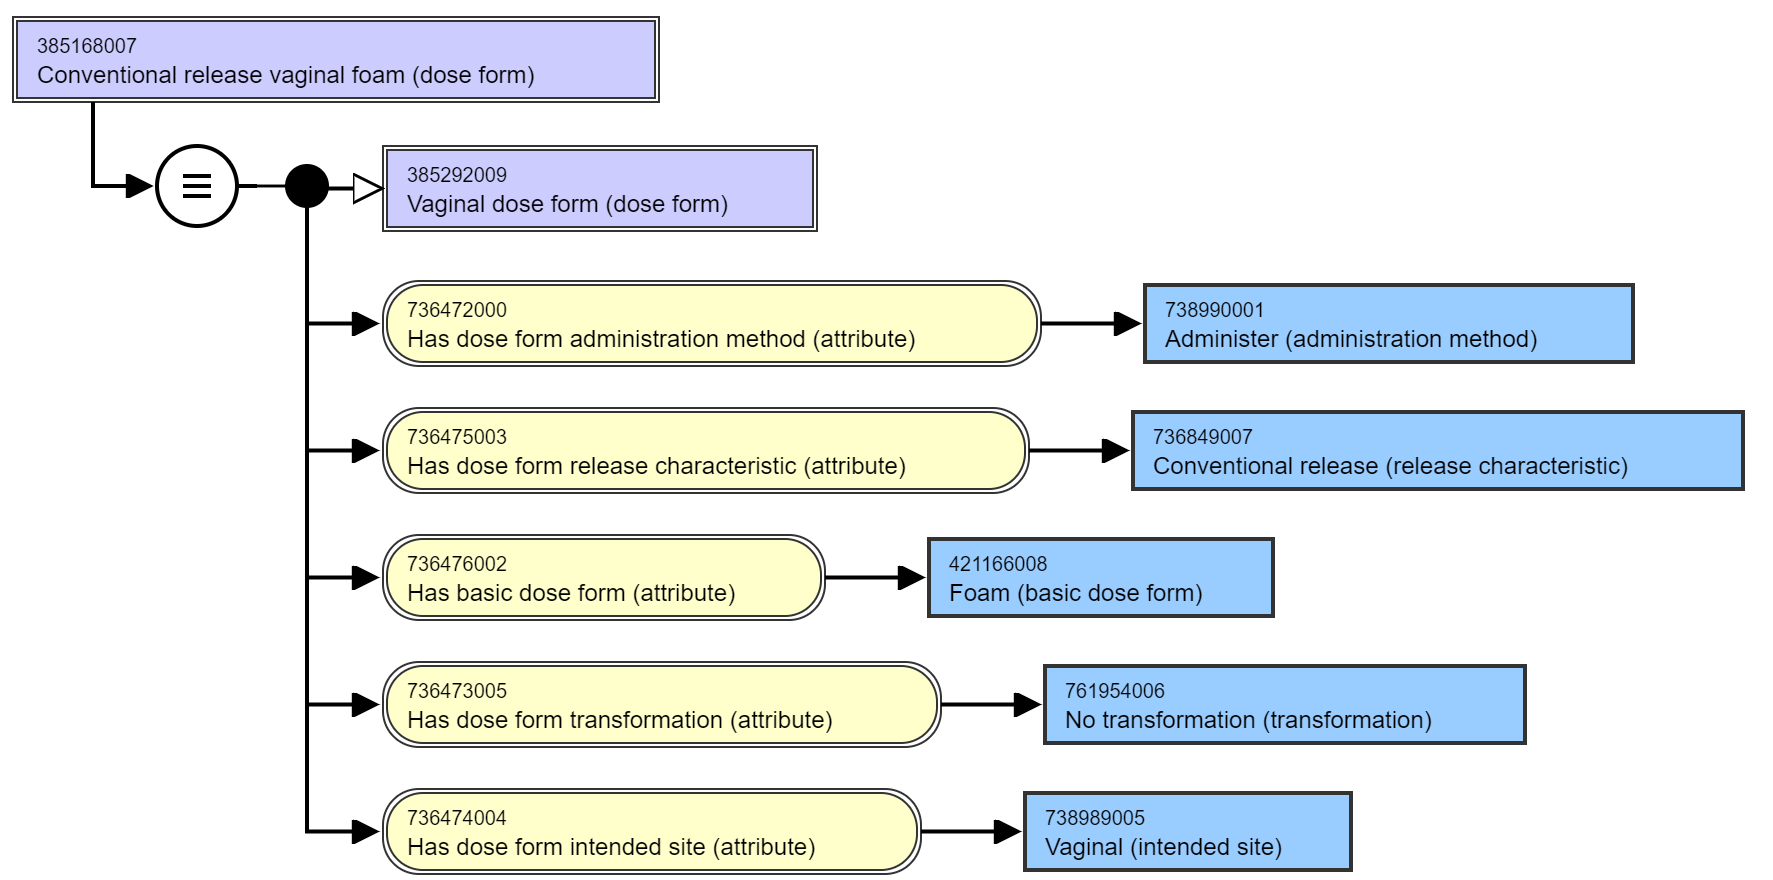 385168007
Conventional release vaginal foam (dose form)
385292009
Vaginal dose form (dose form)
736472000
Has dose form administration method (attribute)
738990001
Administer (administration method)
736475003
Has dose form release characteristic (attribute)
736849007
Conventional release (release characteristic)
736476002
Has basic dose form (attribute)
421166008
Foam (basic dose form)
736473005
Has dose form transformation (attribute)
761954006
No transformation (transformation)
736474004
Has dose form intended site (attribute)
738989005
Vaginal (intended site)